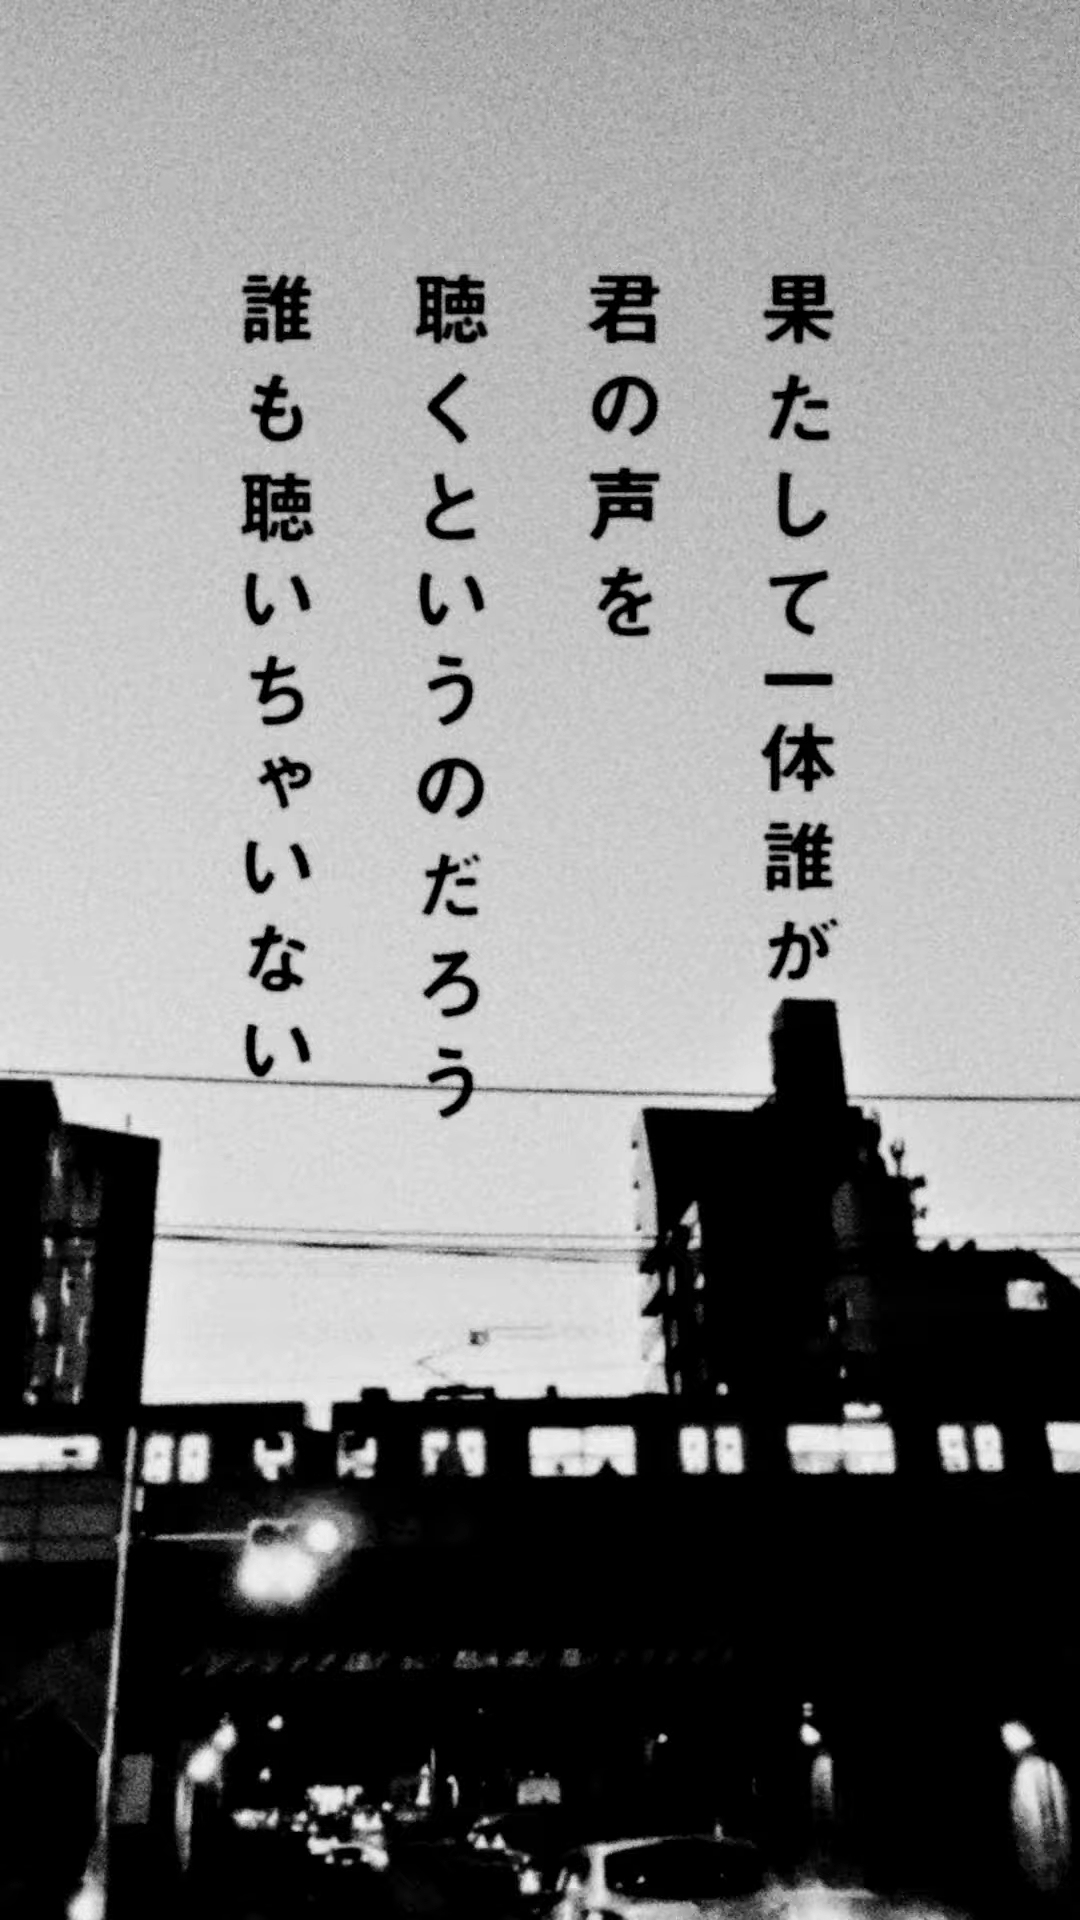 果たして一体誰が
君の声を
聴くというのだろう
誰も聴いちゃいない